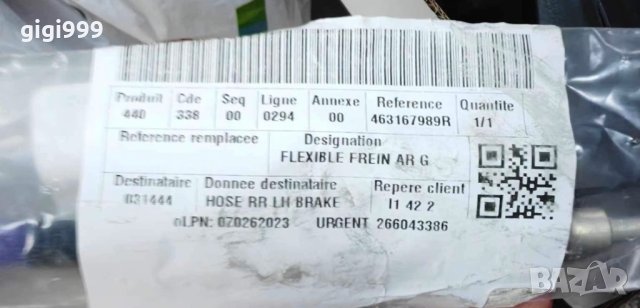 gigi999
Produit Cde Seq Ligne Annexe Reference Quantite
440 338 00 0294 00 463167989R 1/1
Reference remplacee Designation
FLEXIBLE FREIN AR G
Destinataire Donnee destinataire Repere client
031444 HOSE RR LH BRAKE I1 42 2
oLPN: 070262023 URGENT 266043386
BAZAR